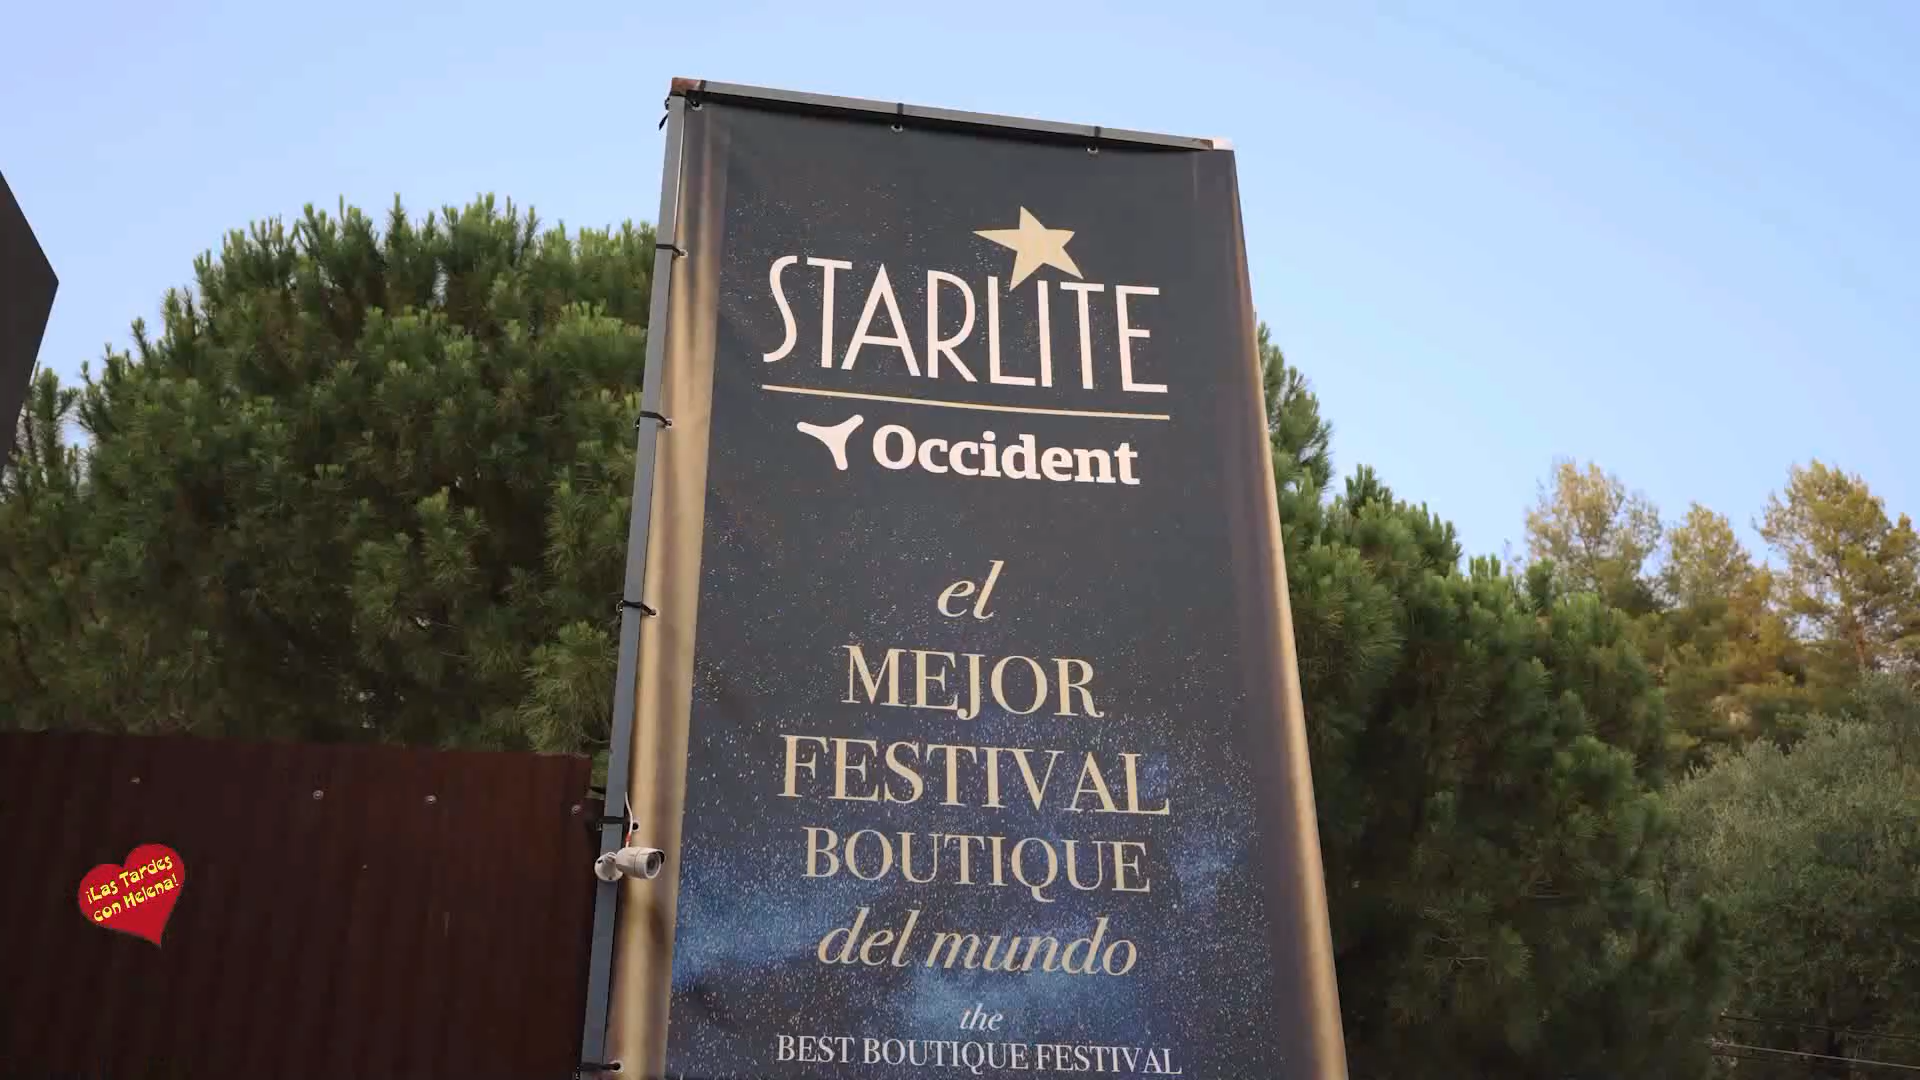 STARLITE
Occident
el
MEJOR
FESTIVAL
BOUTIQUE
del mundo
the
BEST BOUTIQUE FESTIVAL
¡Las Tardes
con Helena!